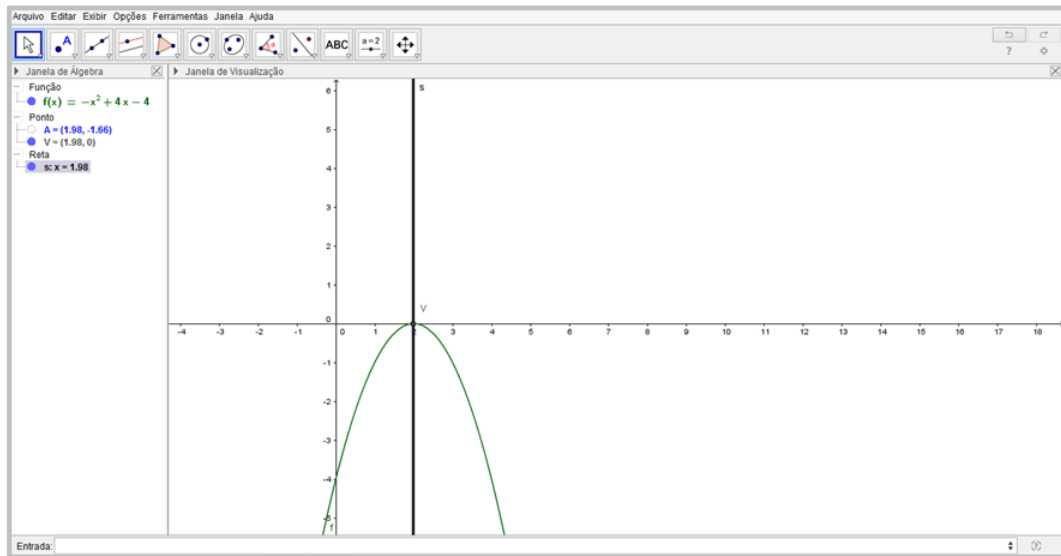 Arquivo Editar Exibir Opções Ferramentas Janela Ajuda
A
ABC
a=2
?
Janela de Álgebra
Janela de Visualização
Função
f(x) = −x² + 4x − 4
Ponto
A = (1.98, -1.66)
V = (1.98, 0)
Reta
s: x = 1.98
s
6
5
4
3
2
1
0
V
-4 -3 -2 -1 0 1 2 3 4 5 6 7 8 9 10 11 12 13 14 15 16 17 18
-1
-2
-3
-4
-5
f
Entrada: